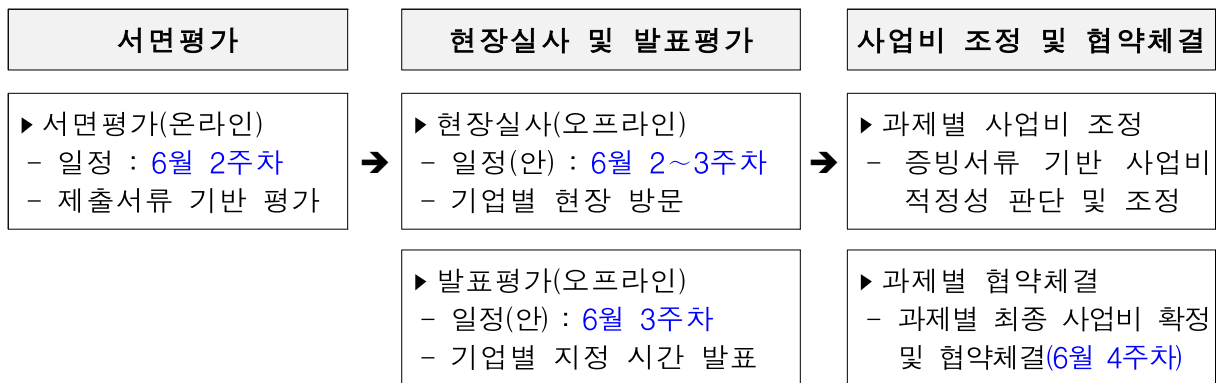 서면평가
▶서면평가(온라인)
- 일정 : 6월 2주차
- 제출서류 기반 평가
➔
현장실사 및 발표평가
▶현장실사(오프라인)
- 일정(안) : 6월 2~3주차
- 기업별 현장 방문
▶발표평가(오프라인)
- 일정(안) : 6월 3주차
- 기업별 지정 시간 발표
➔
사업비 조정 및 협약체결
▶과제별 사업비 조정
- 증빙서류 기반 사업비
적정성 판단 및 조정
▶과제별 협약체결
- 과제별 최종 사업비 확정
및 협약체결(6월 4주차)